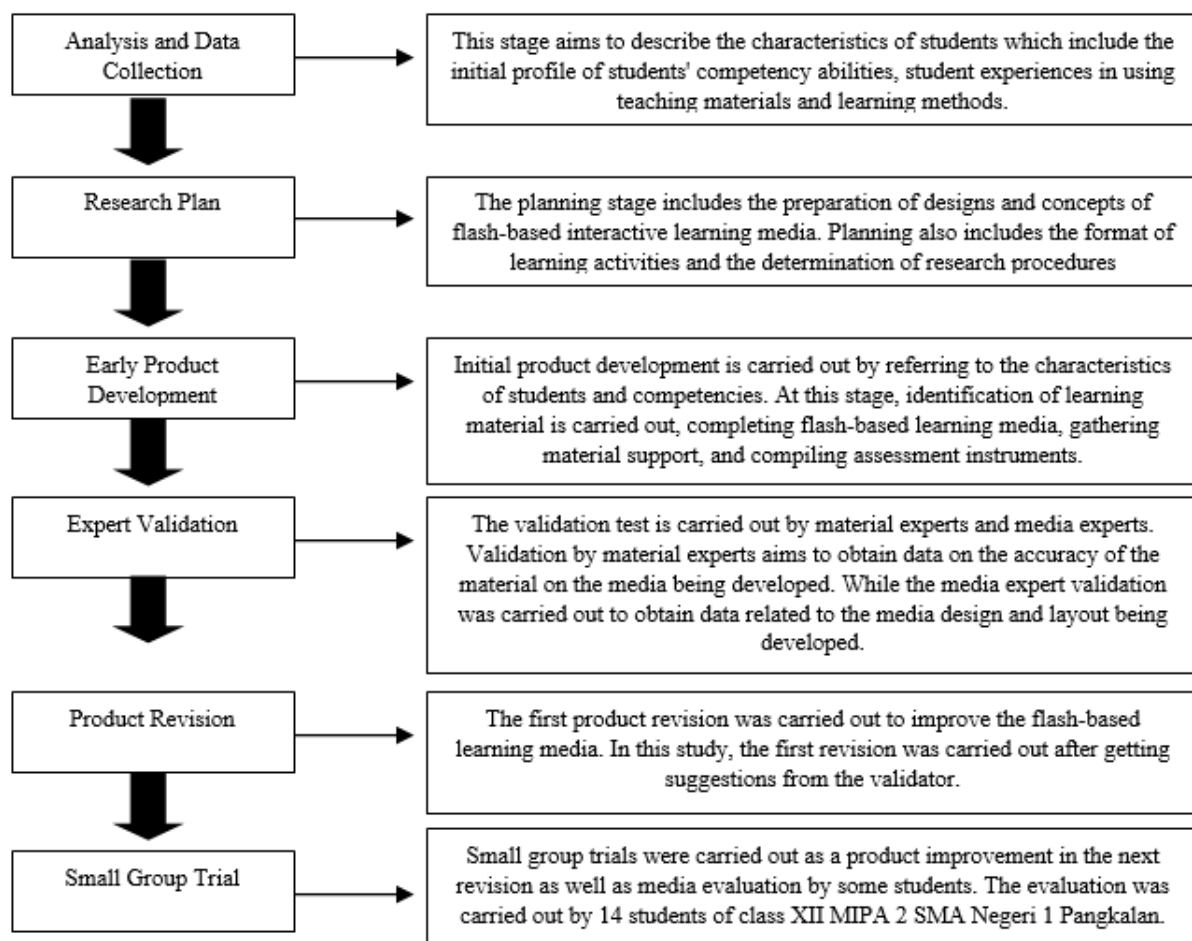 Analysis and Data
Collection
This stage aims to describe the characteristics of students which include the
initial profile of students' competency abilities, student experiences in using
teaching materials and learning methods.
Research Plan
The planning stage includes the preparation of designs and concepts of
flash-based interactive learning media. Planning also includes the format of
learning activities and the determination of research procedures
Early Product
Development
Initial product development is carried out by referring to the characteristics
of students and competencies. At this stage, identification of learning
material is carried out, completing flash-based learning media, gathering
material support, and compiling assessment instruments.
Expert Validation
The validation test is carried out by material experts and media experts.
Validation by material experts aims to obtain data on the accuracy of the
material on the media being developed. While the media expert validation
was carried out to obtain data related to the media design and layout being
developed.
Product Revision
The first product revision was carried out to improve the flash-based
learning media. In this study, the first revision was carried out after getting
suggestions from the validator.
Small Group Trial
Small group trials were carried out as a product improvement in the next
revision as well as media evaluation by some students. The evaluation was
carried out by 14 students of class XII MIPA 2 SMA Negeri 1 Pangkalan.